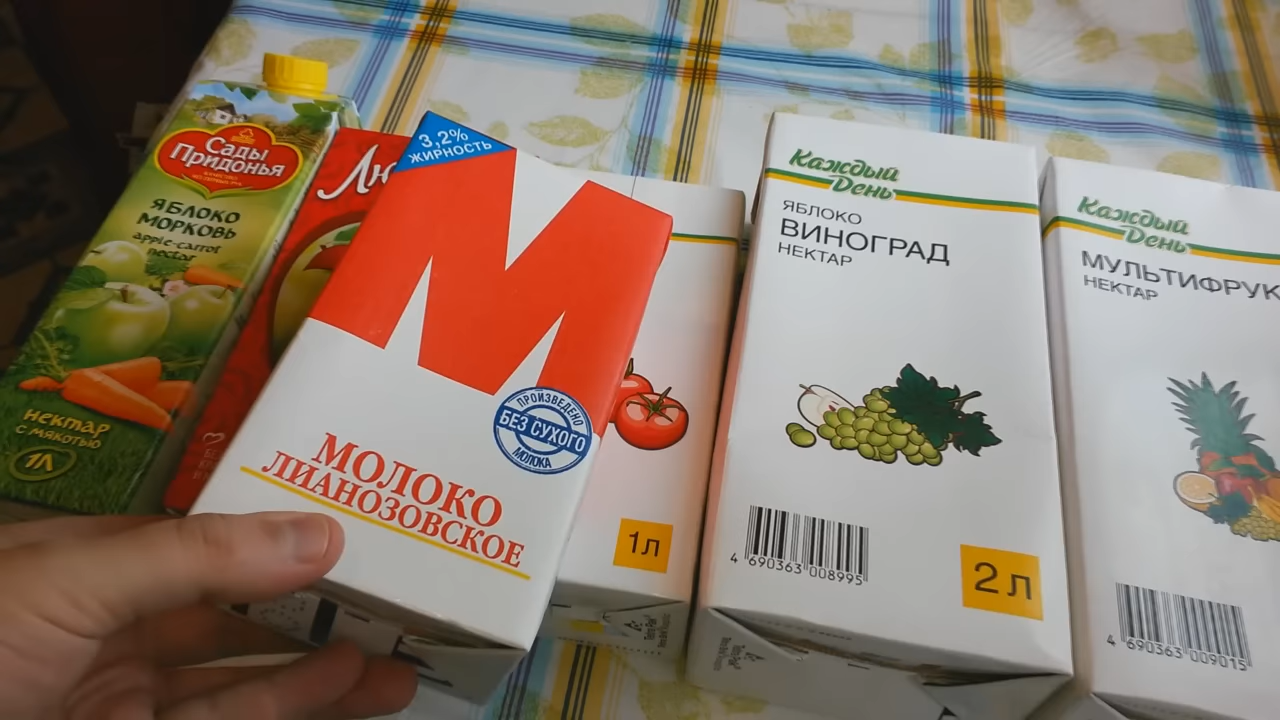 Сады
Придонья
ЯБЛОКО
МОРКОВЬ
apple-carrot
nectar
нектар
с мякотью
1л
3,2%
ЖИРНОСТЬ
М
ПРОИЗВЕДЕНО
БЕЗ СУХОГО
МОЛОКА
МОЛОКО
ЛИАНОЗОВСКОЕ
1л
Каждый
День
ЯБЛОКО
ВИНОГРАД
НЕКТАР
4 690363 008995
2 л
Каждый
День
МУЛЬТИФРУК
НЕКТАР
4 690363 009015